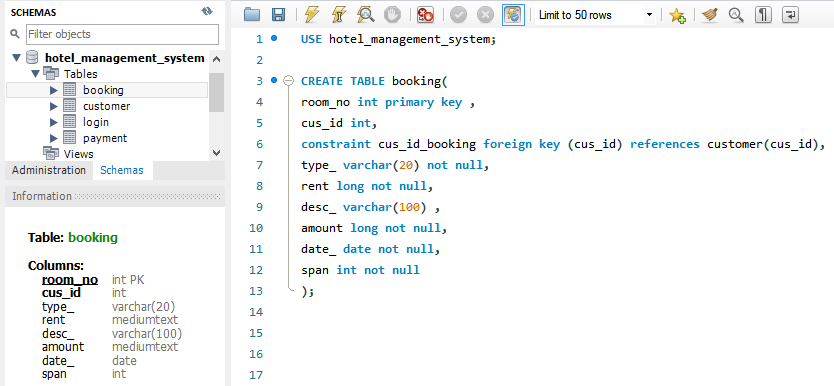 SCHEMAS
Filter objects
hotel_management_system
Tables
booking
customer
login
payment
Views
Administration Schemas
Information
Table: booking
Columns:
room_no int PK
cus_id int
type_ varchar(20)
rent mediumtext
desc_ varchar(100)
amount mediumtext
date_ date
span int
Limit to 50 rows
1 USE hotel_management_system;
2
3 CREATE TABLE booking(
4 room_no int primary key ,
5 cus_id int,
6 constraint cus_id_booking foreign key (cus_id) references customer(cus_id),
7 type_ varchar(20) not null,
8 rent long not null,
9 desc_ varchar(100) ,
10 amount long not null,
11 date_ date not null,
12 span int not null
13 );
14
15
16
17